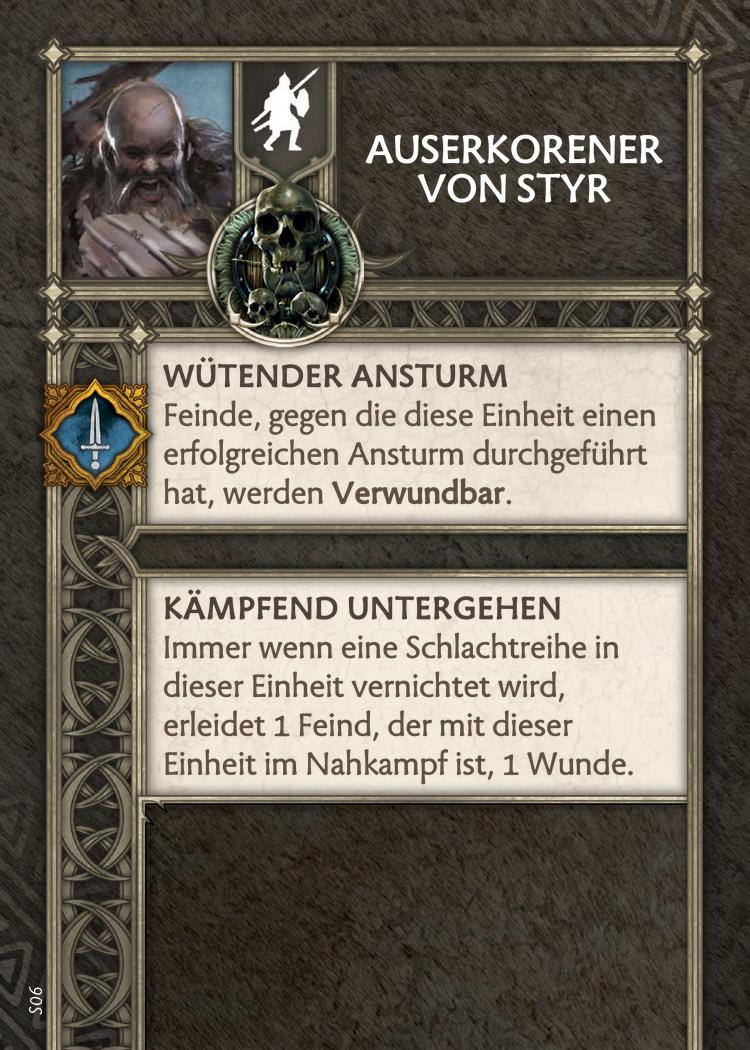 AUSERKORENER
VON STYR
WÜTENDER ANSTURM
Feinde, gegen die diese Einheit einen
erfolgreichen Ansturm durchgeführt
hat, werden Verwundbar.
KÄMPFEND UNTERGEHEN
Immer wenn eine Schlachtreihe in
dieser Einheit vernichtet wird,
erleidet 1 Feind, der mit dieser
Einheit im Nahkampf ist, 1 Wunde.
S06